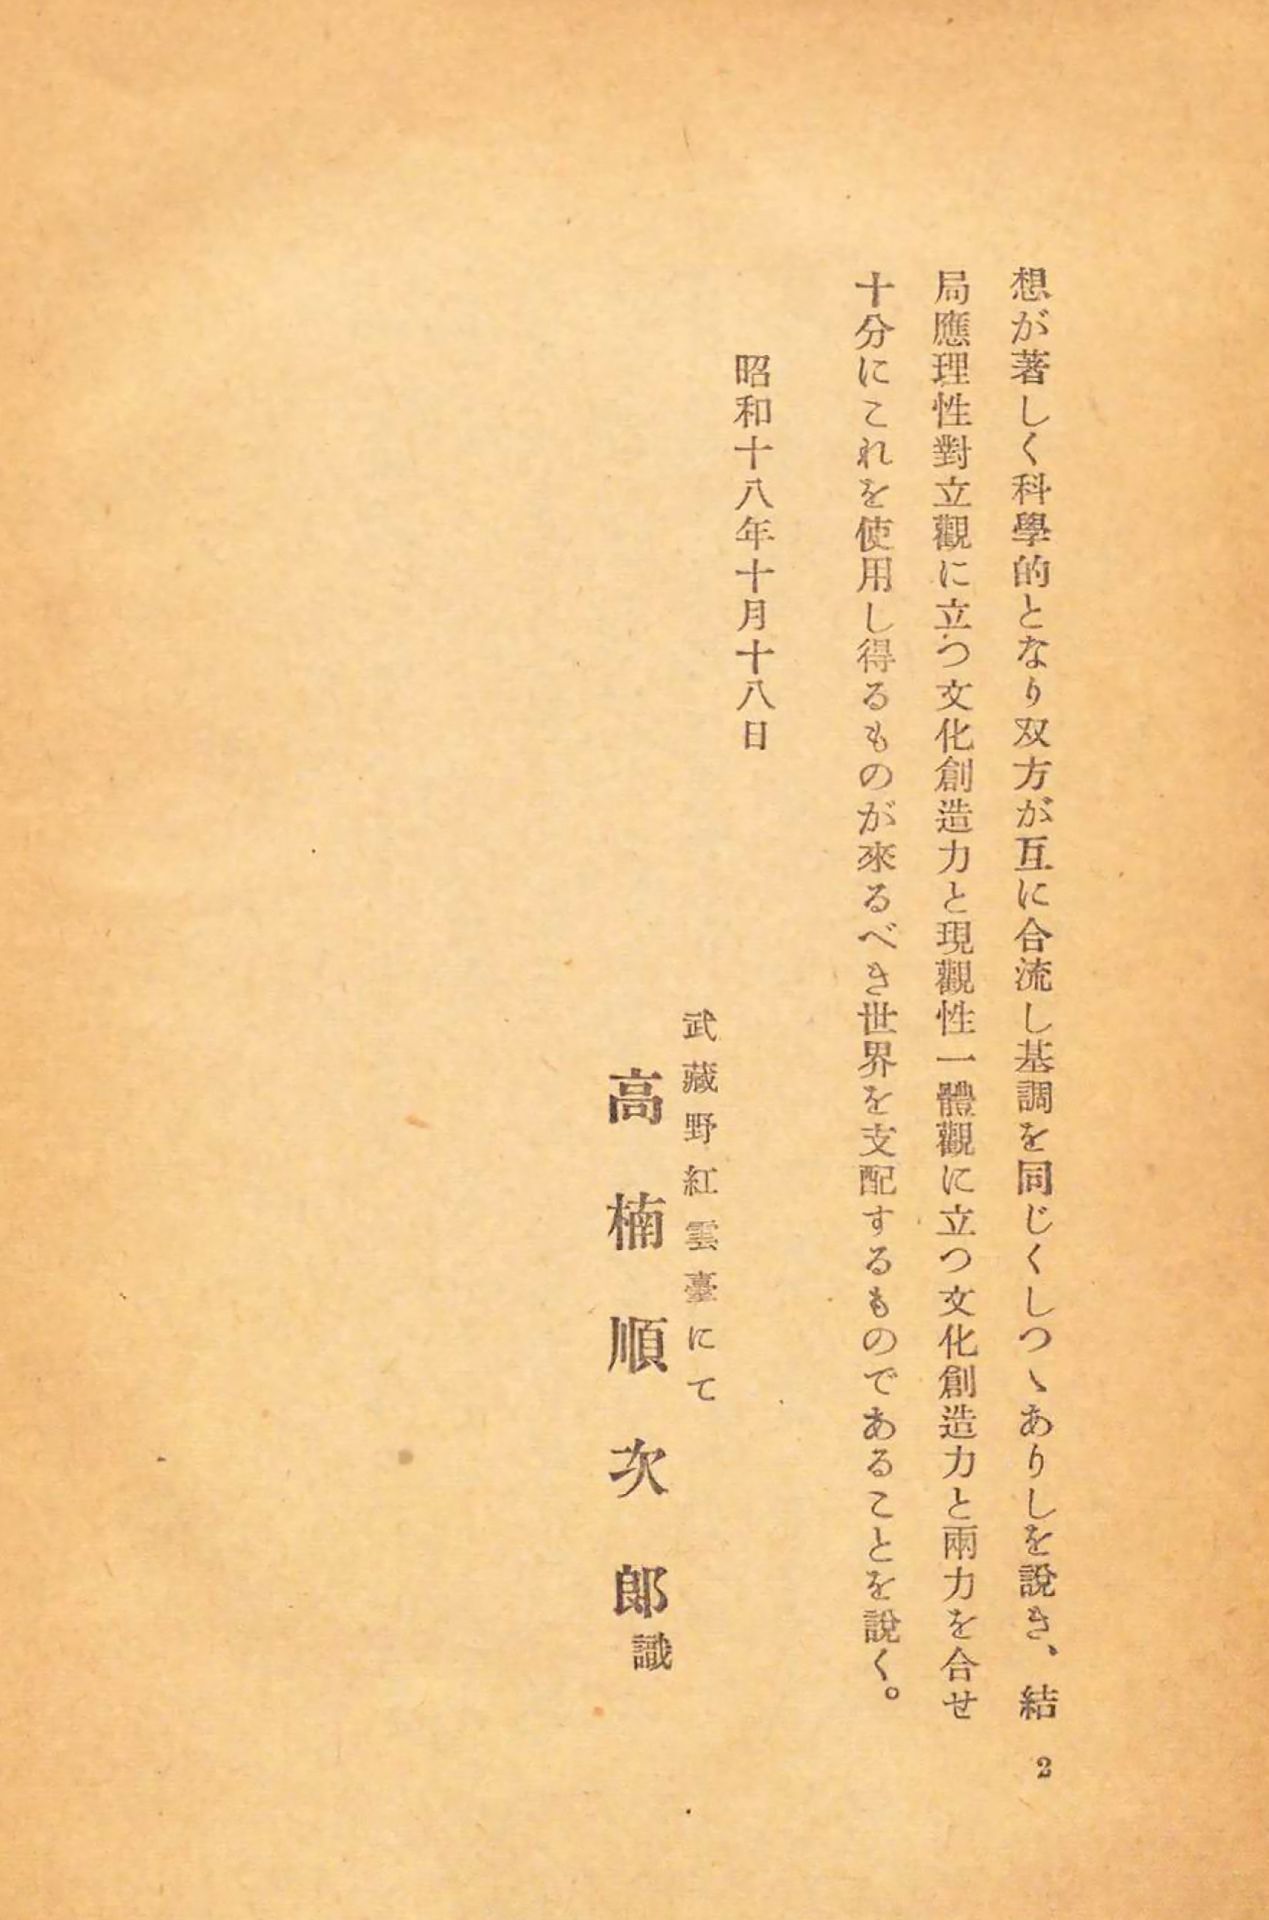 想が著しく科學的となり双方が互に合流し基調を同じくしつゝありしを說き、結
局應理性對立觀に立つ文化創造力と現觀性一體觀に立つ文化創造力と兩力を合せ
十分にこれを使用し得るものが來るべき世界を支配するものであることを說く。
昭和十八年十月十八日
武藏野紅雲臺にて
高楠順次郎識
2